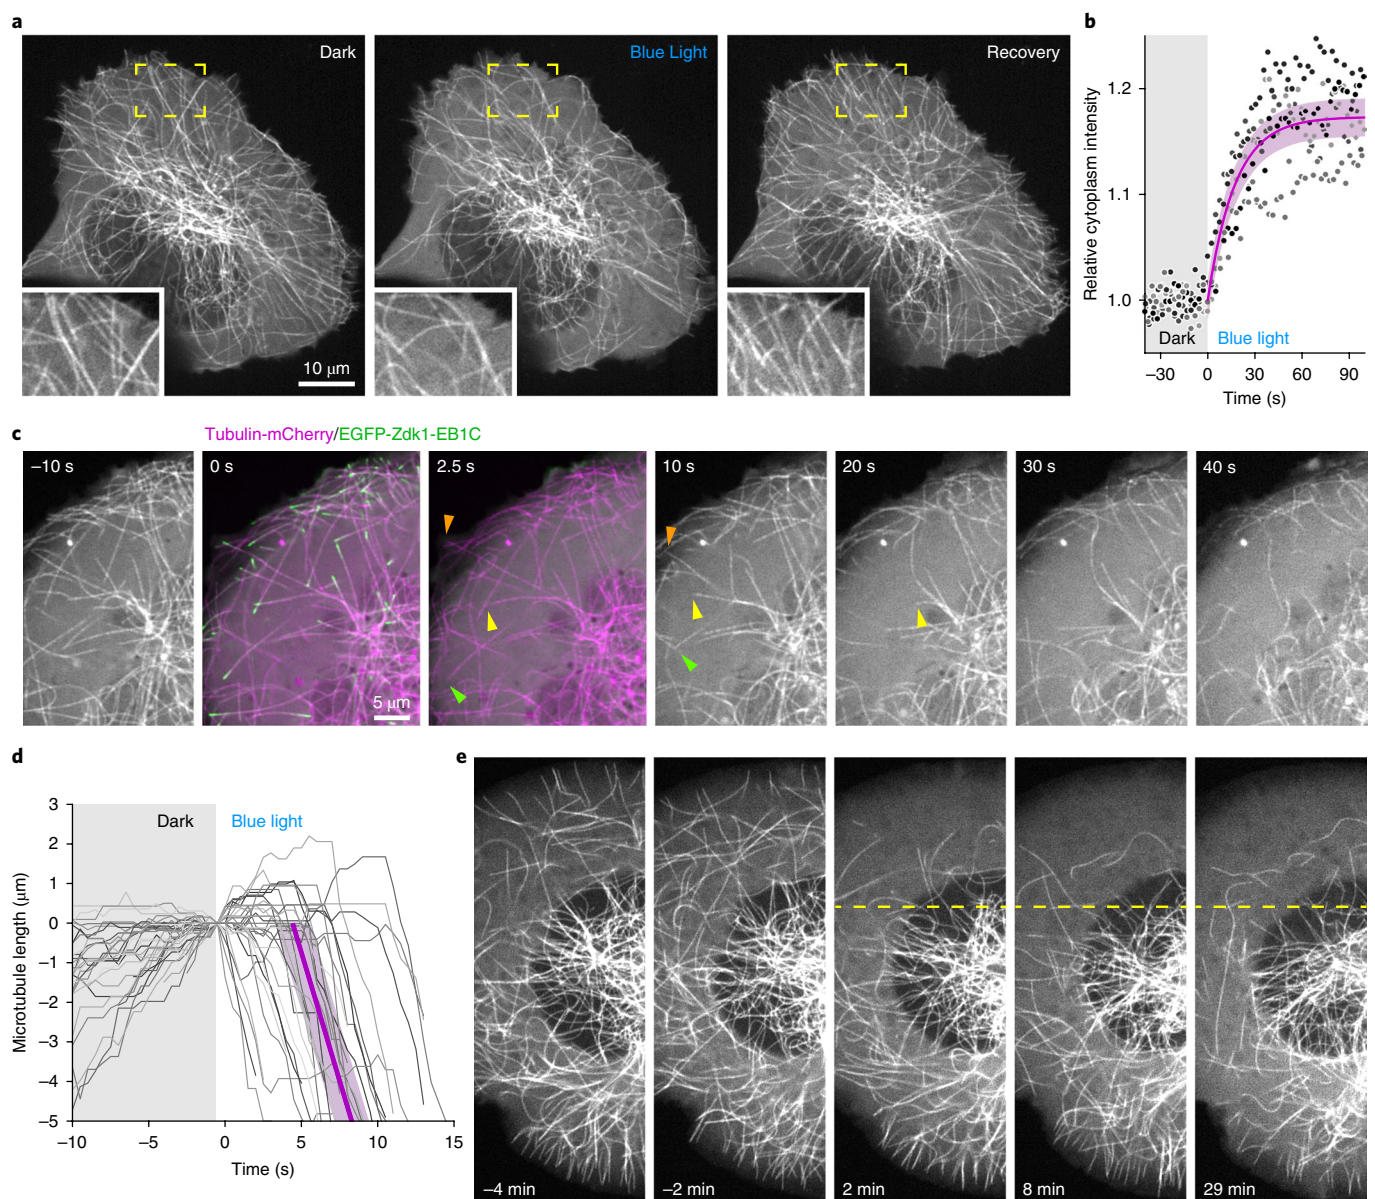 a
Dark
Blue Light
Recovery
10 μm
b
Relative cytoplasm intensity
1.2
1.1
1.0
Dark
Blue light
–30
0
30
60
90
Time (s)
c
Tubulin-mCherry/EGFP-Zdk1-EB1C
–10 s
0 s
2.5 s
10 s
20 s
30 s
40 s
5 μm
d
Microtubule length (μm)
3
2
1
0
–1
–2
–3
–4
–5
Dark
Blue light
–10
–5
0
5
10
15
Time (s)
e
–4 min
–2 min
2 min
8 min
29 min